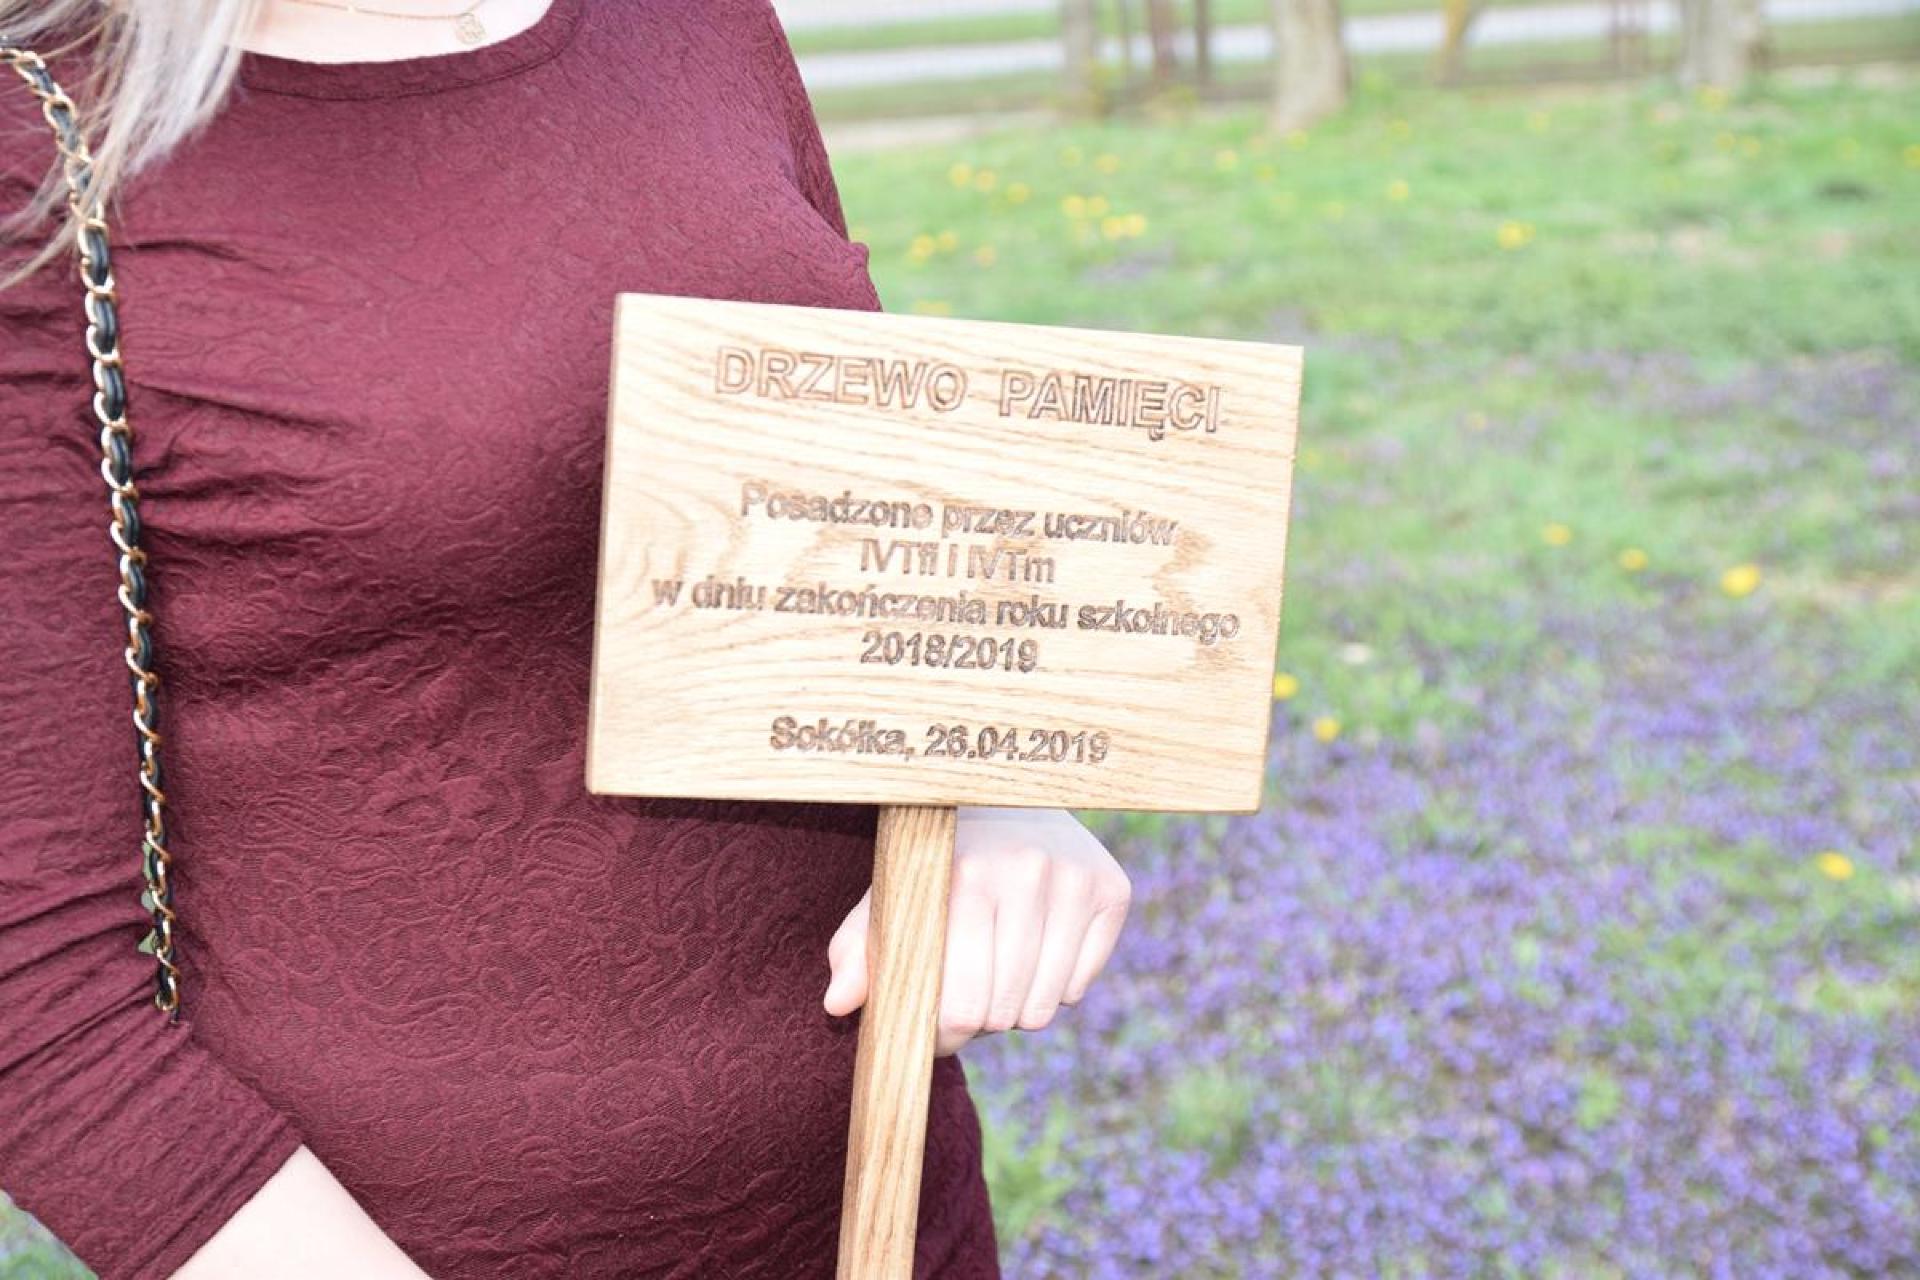 DRZEWO PAMIĘCI
Posadzone przez uczniów
IVTfi i IVTm
w dniu zakończenia roku szkolnego
2018/2019
Sokółka, 26.04.2019